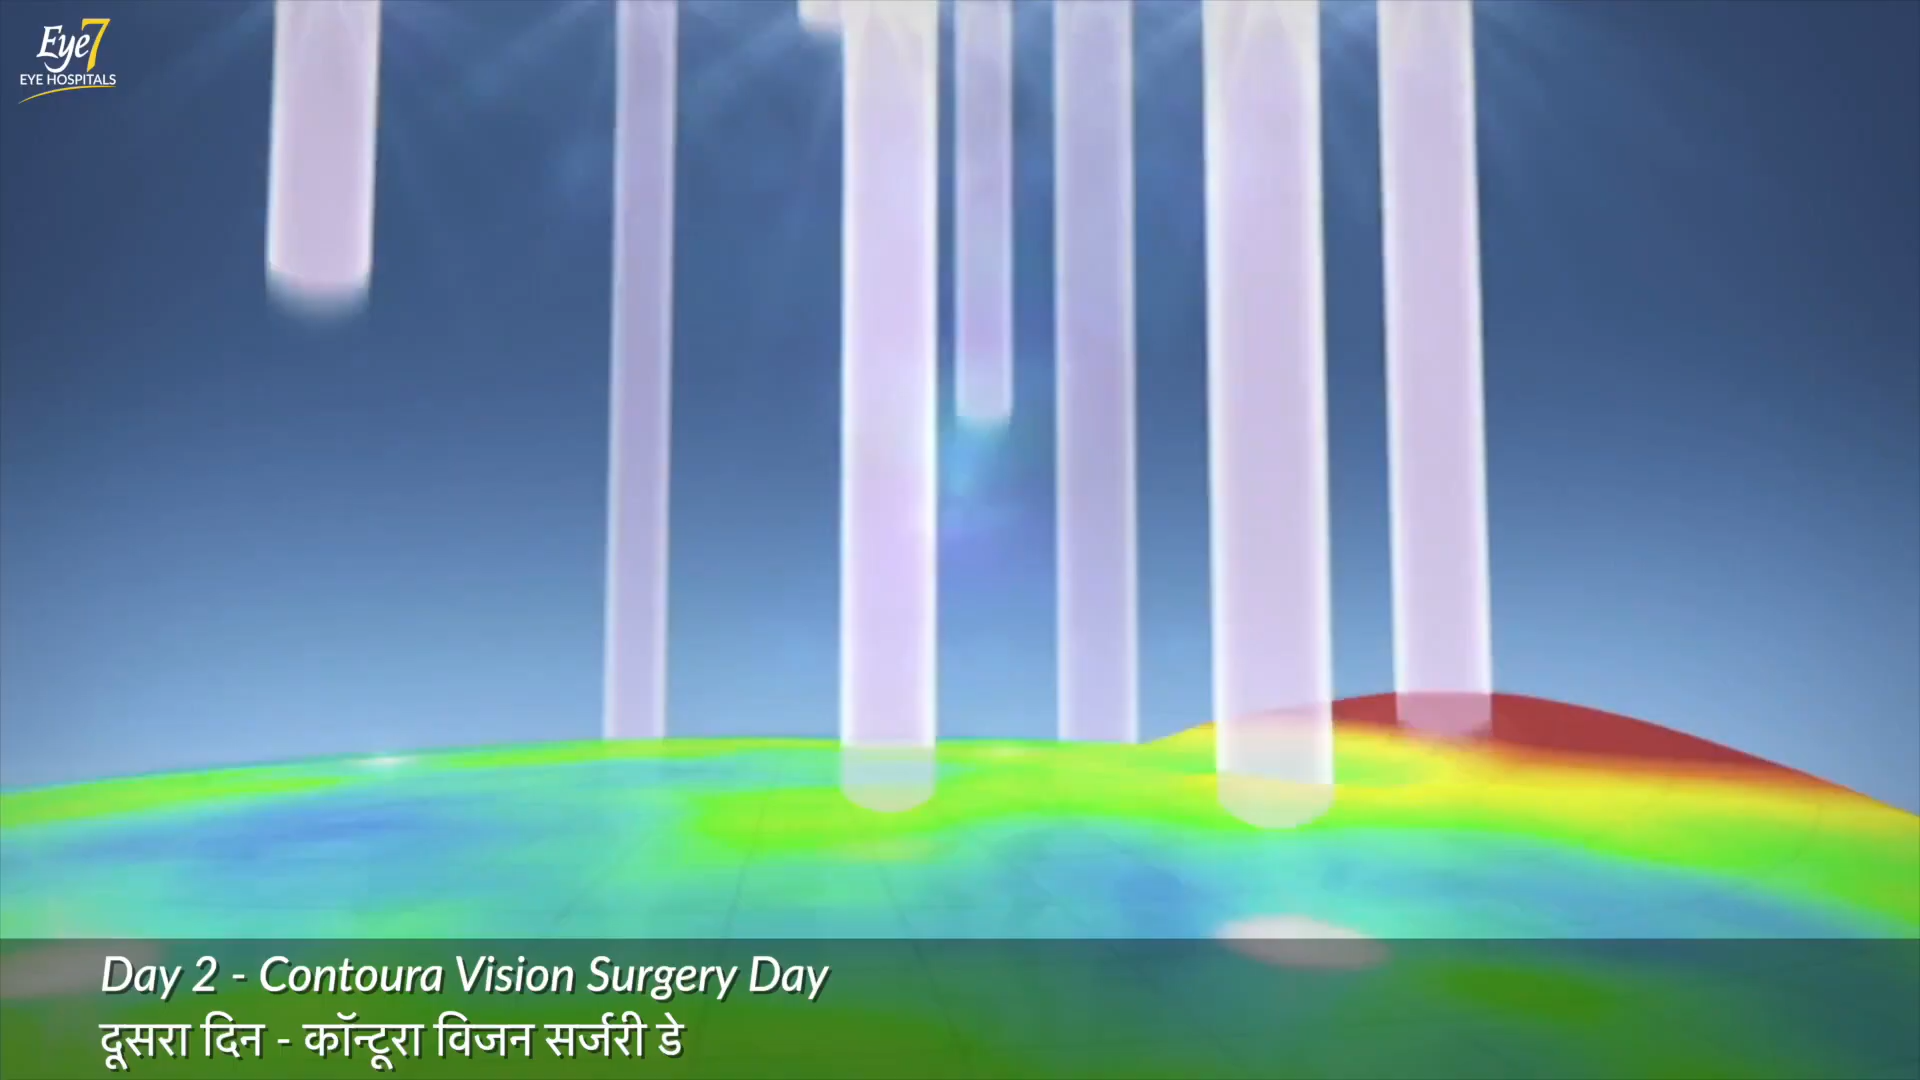 Eye7
EYE HOSPITALS
Day 2 - Contoura Vision Surgery Day
दूसरा दिन - कॉन्टूरा विजन सर्जरी डे